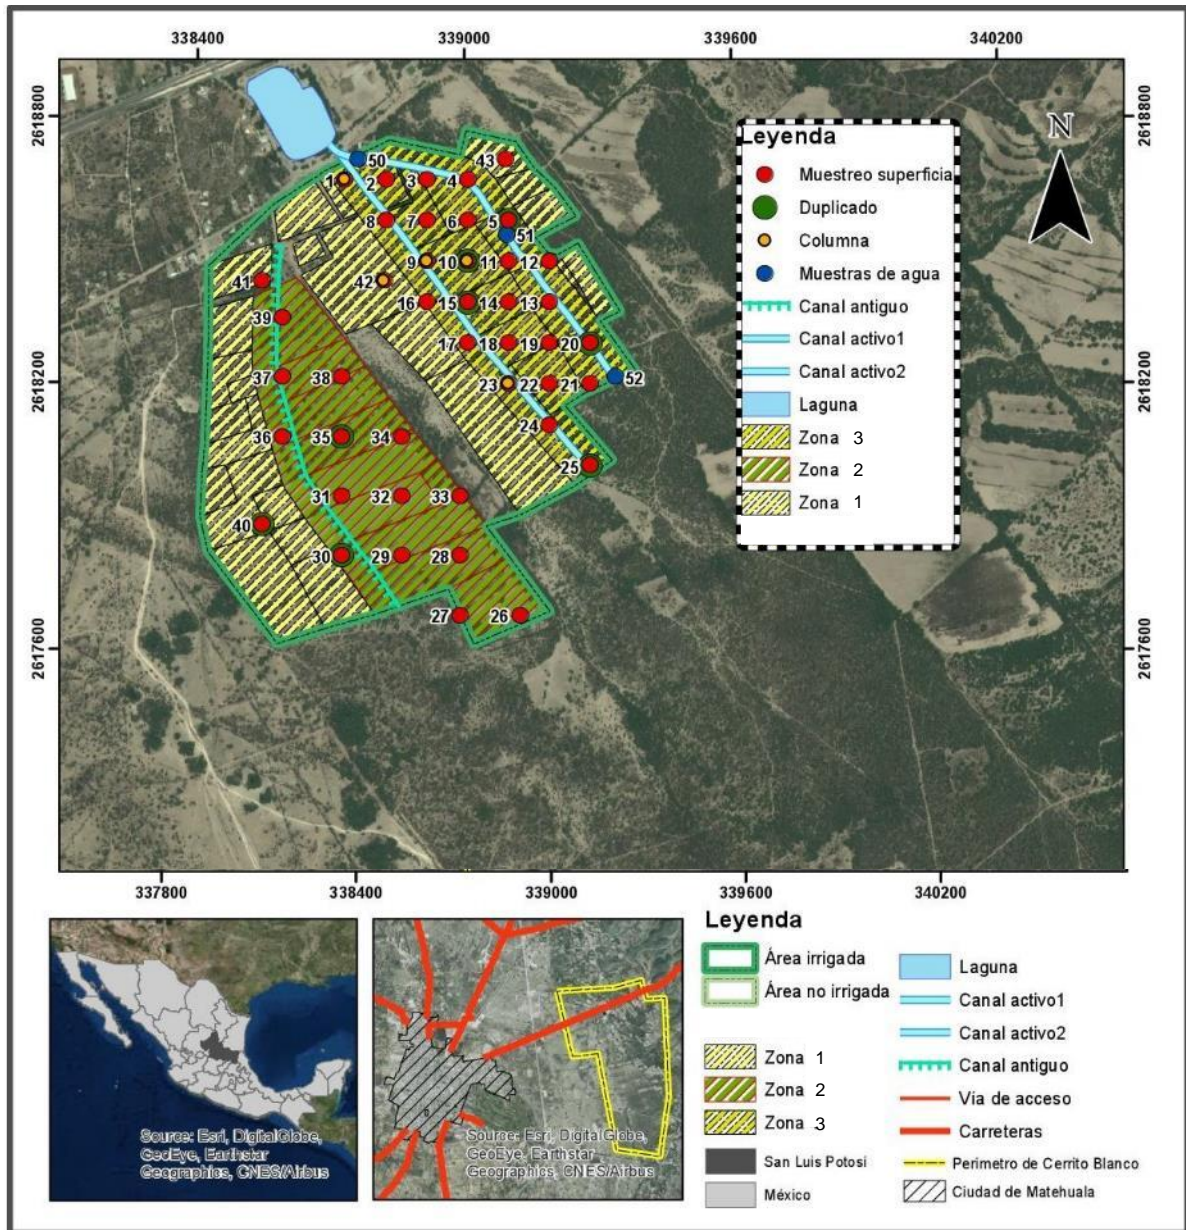 338400 339000 339600 340200
2618800
2618800
N
Leyenda
Muestreo superficia
Duplicado
Columna
Muestras de agua
Canal antiguo
Canal activo1
Canal activo2
Laguna
Zona 3
Zona 2
Zona 1
50
43
1 2 3 4
8 7 6 5
51
9 10 11 12
41 42
16 15 14 13
39
17 18 19 20
37 38
23 22 21 52
24
36 35 34
25
31 32 33
40
30 29 28
27 26
2618200
2618200
2617600
2617600
337800 338400 339000 339600 340200
Source: Esri, DigitalGlobe,
GeoEye, Earthstar
Geographics, CNES/Airbus
Source: Esri, DigitalGlobe,
GeoEye, Earthstar
Geographics, CNES/Airbus
Leyenda
Área irrigada
Área no irrigada
Zona 1
Zona 2
Zona 3
San Luis Potosí
México
Laguna
Canal activo1
Canal activo2
Canal antiguo
Vía de acceso
Carreteras
Perimetro de Cerrito Blanco
Ciudad de Matehuala